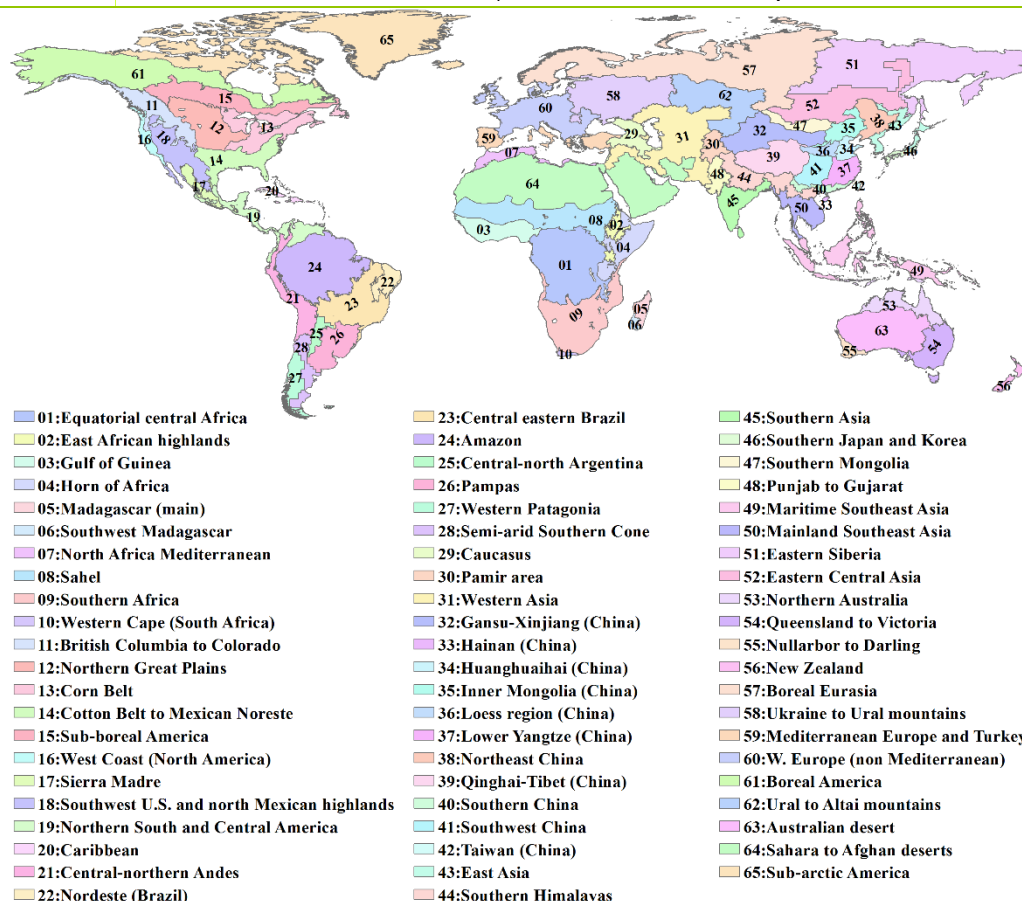 65
61
57
51
15
58
62
52
11
60
12
13
47
38
43
18
16
59
29
31
32
35
14
07
30
36
34
46
39
17
20
64
48
44
41
37
40
42
45
19
03
08
02
50
33
04
24
01
49
22
21
23
09
05
53
06
25
26
63
28
10
55
54
27
56
01:Equatorial central Africa
02:East African highlands
03:Gulf of Guinea
04:Horn of Africa
05:Madagascar (main)
06:Southwest Madagascar
07:North Africa Mediterranean
08:Sahel
09:Southern Africa
10:Western Cape (South Africa)
11:British Columbia to Colorado
12:Northern Great Plains
13:Corn Belt
14:Cotton Belt to Mexican Noreste
15:Sub-boreal America
16:West Coast (North America)
17:Sierra Madre
18:Southwest U.S. and north Mexican highlands
19:Northern South and Central America
20:Caribbean
21:Central-northern Andes
22:Nordeste (Brazil)
23:Central eastern Brazil
24:Amazon
25:Central-north Argentina
26:Pampas
27:Western Patagonia
28:Semi-arid Southern Cone
29:Caucasus
30:Pamir area
31:Western Asia
32:Gansu-Xinjiang (China)
33:Hainan (China)
34:Huanghuaihai (China)
35:Inner Mongolia (China)
36:Loess region (China)
37:Lower Yangtze (China)
38:Northeast China
39:Qinghai-Tibet (China)
40:Southern China
41:Southwest China
42:Taiwan (China)
43:East Asia
44:Southern Himalayas
45:Southern Asia
46:Southern Japan and Korea
47:Southern Mongolia
48:Punjab to Gujarat
49:Maritime Southeast Asia
50:Mainland Southeast Asia
51:Eastern Siberia
52:Eastern Central Asia
53:Northern Australia
54:Queensland to Victoria
55:Nullarbor to Darling
56:New Zealand
57:Boreal Eurasia
58:Ukraine to Ural mountains
59:Mediterranean Europe and Turkey
60:W. Europe (non Mediterranean)
61:Boreal America
62:Ural to Altai mountains
63:Australian desert
64:Sahara to Afghan deserts
65:Sub-arctic America